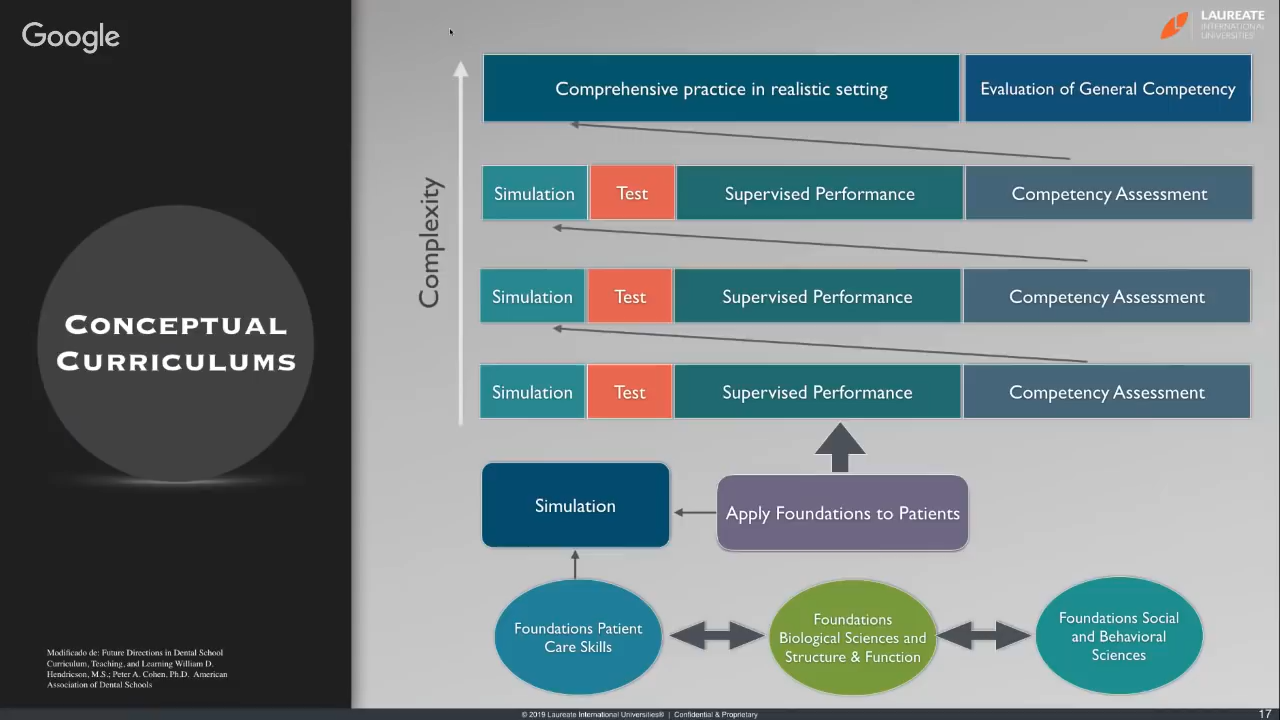 Google
LAUREATE
INTERNATIONAL
UNIVERSITIES
Comprehensive practice in realistic setting
Evaluation of General Competency
Complexity
Simulation
Test
Supervised Performance
Competency Assessment
Simulation
Test
Supervised Performance
Competency Assessment
Simulation
Test
Supervised Performance
Competency Assessment
CONCEPTUAL
CURRICULUMS
Simulation
Apply Foundations to Patients
Foundations Patient
Care Skills
Foundations
Biological Sciences and
Structure & Function
Foundations Social
and Behavioral
Sciences
Modificado de: Future Directions in Dental School
Curriculum, Teaching, and Learning William D.
Hendricson, M.S.; Peter A. Cohen, Ph.D. American
Association of Dental Schools
© 2019 Laureate International Universities® | Confidential & Proprietary
17